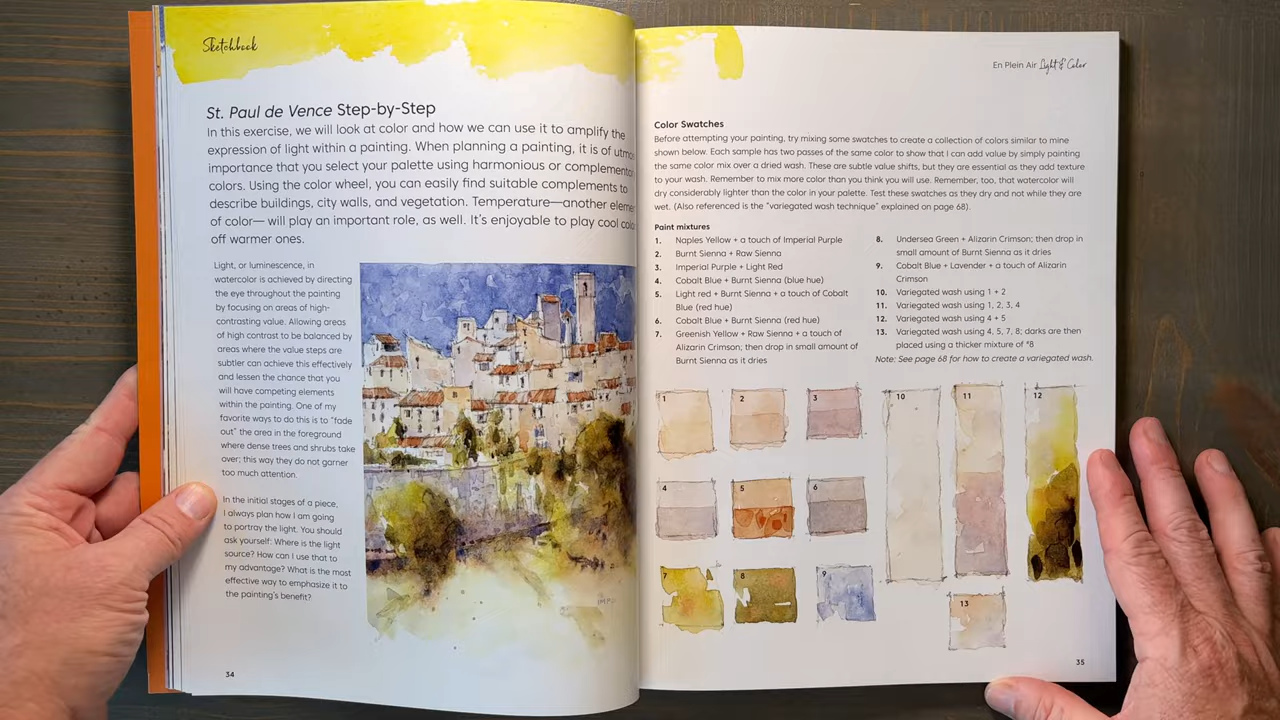 Sketchbook
St. Paul de Vence Step-by-Step
In this exercise, we will look at color and how we can use it to amplify the
expression of light within a painting. When planning a painting, it is of
importance that you select your palette using harmonious or
colors. Using the color wheel, you can easily find suitable complements to
describe buildings, city walls, and vegetation. Temperature—another
of color— will play an important role, as well. It's enjoyable to play cool
off warmer ones.
Light, or luminescence, in
watercolor is achieved by directing
the eye throughout the painting
by focusing on areas of high-
contrasting value. Allowing areas
of high contrast to be balanced by
areas where the value steps are
subtler can achieve this effectively
and lessen the chance that you
will have competing elements
within the painting. One of my
favorite ways to do this is to "fade
out" the area in the foreground
where dense trees and shrubs take
over; this way they do not garner
too much attention.
In the initial stages of a piece,
I always plan how I am going
to portray the light. You should
ask yourself: Where is the light
source? How can I use that to
my advantage? What is the most
effective way to emphasize it to
the painting's benefit?
34
En Plein Air Light & Color
Color Swatches
Before attempting your painting, try mixing some swatches to create a collection of colors similar to mine
shown below. Each sample has two passes of the same color to show that I can add value by simply painting
the same color mix over a dried wash. These are subtle value shifts, but they are essential as they add texture
to your wash. Remember to mix more color than you think you will use. Remember, too, that watercolor will
dry considerably lighter than the color in your palette. Test these swatches as they dry and not while they are
wet. (Also referenced is the "variegated wash technique" explained on page 68).
Paint mixtures
1. Naples Yellow + a touch of Imperial Purple
2. Burnt Sienna + Raw Sienna
3. Imperial Purple + Light Red
4. Cobalt Blue + Burnt Sienna (blue hue)
5. Light red + Burnt Sienna + a touch of Cobalt
Blue (red hue)
6. Cobalt Blue + Burnt Sienna (red hue)
7. Greenish Yellow + Raw Sienna + a touch of
Alizarin Crimson; then drop in small amount of
Burnt Sienna as it dries
8. Undersea Green + Alizarin Crimson; then drop in
small amount of Burnt Sienna as it dries
9. Cobalt Blue + Lavender + a touch of Alizarin
Crimson
10. Variegated wash using 1 + 2
11. Variegated wash using 1, 2, 3, 4
12. Variegated wash using 4 + 5
13. Variegated wash using 4, 5, 7, 8; darks are then
placed using a thicker mixture of *8
Note: See page 68 for how to create a variegated wash.
1 2 3 10 11 12
4 5 6
7 8 9
13
35